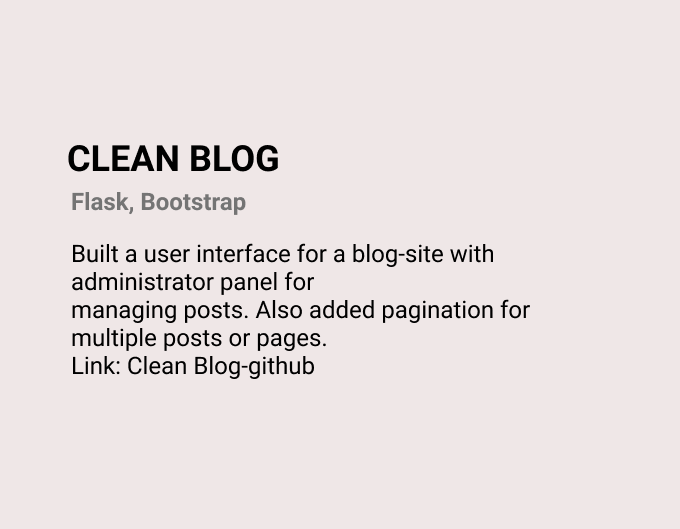 CLEAN BLOG
Flask, Bootstrap
Built a user interface for a blog-site with
administrator panel for
managing posts. Also added pagination for
multiple posts or pages.
Link: Clean Blog-github